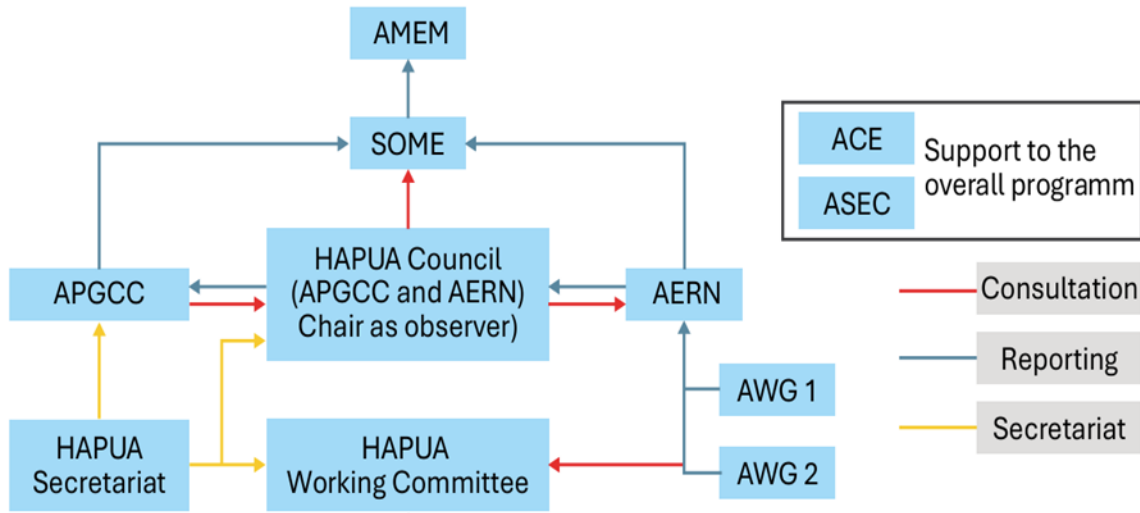 AMEM
SOME
ACE
ASEC
Support to the
overall programm
HAPUA Council
(APGCC and AERN)
Chair as observer)
APGCC
AERN
Consultation
Reporting
Secretariat
AWG 1
AWG 2
HAPUA
Secretariat
HAPUA
Working Committee